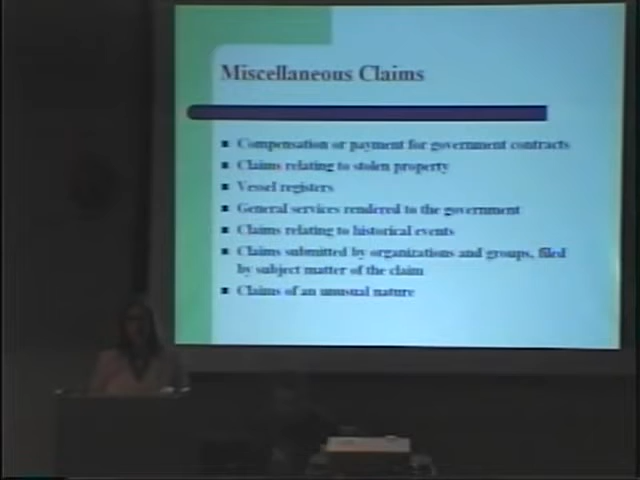 Miscellaneous Claims
Compensation or payment for government contracts
Claims relating to stolen property
Vessel registers
General services rendered to the government
Claims relating to historical events
Claims submitted by organizations and groups, filed
by subject matter of the claim
Claims of an unusual nature